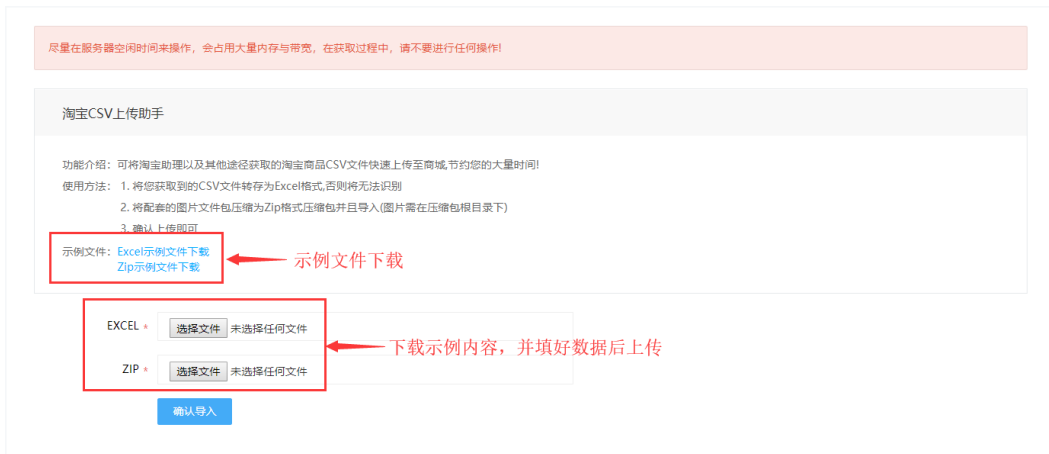 尽量在服务器空闲时间来操作，会占用大量内存与带宽，在获取过程中，请不要进行任何操作!
淘宝CSV上传助手
功能介绍：可将淘宝助理以及其他途径获取的淘宝商品CSV文件快速上传至商城,节约您的大量时间!
使用方法： 1. 将您获取到的CSV文件转存为Excel格式,否则将无法识别
2. 将配套的图片文件包压缩为Zip格式压缩包并且导入(图片需在压缩包根目录下)
3. 确认上传即可
示例文件：Excel示例文件下载
Zip示例文件下载
示例文件下载
EXCEL * 选择文件 未选择任何文件
下载示例内容，并填好数据后上传
ZIP * 选择文件 未选择任何文件
确认导入